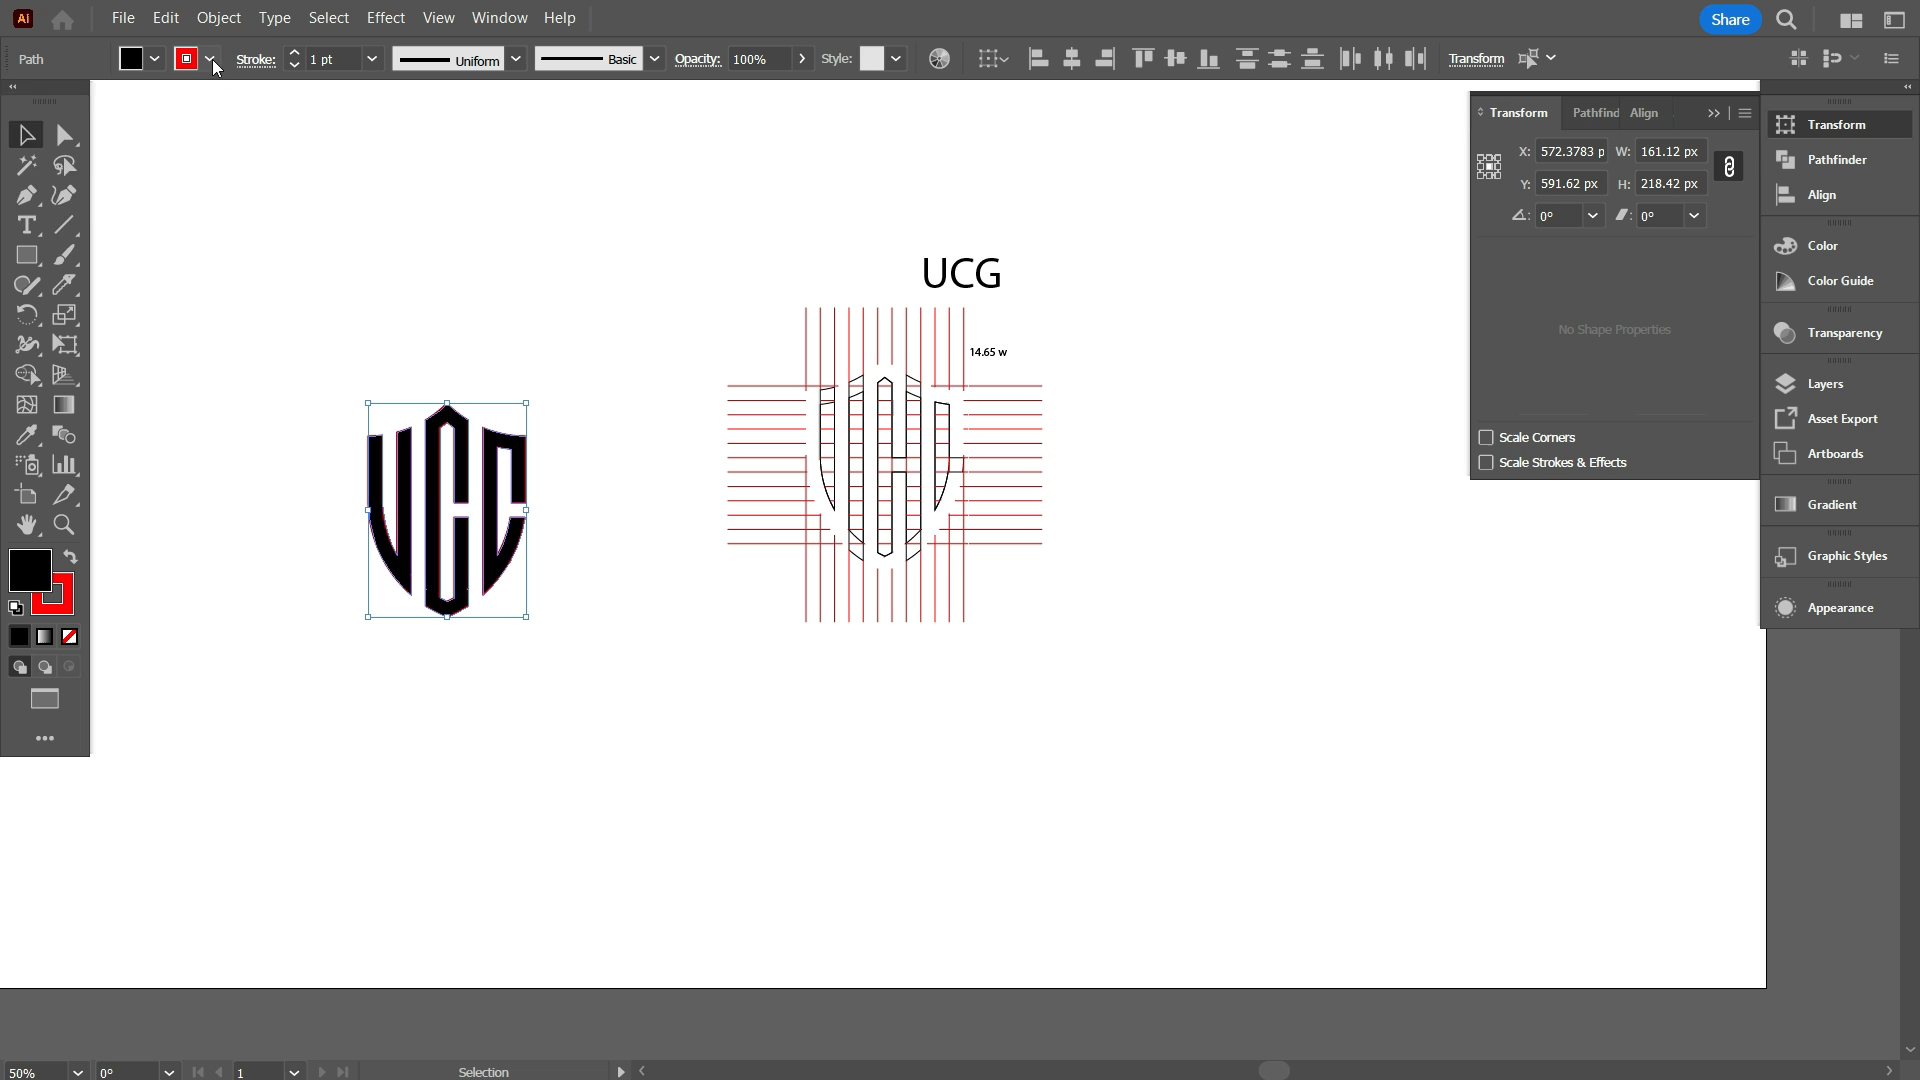 Ai File Edit Object Type Select Effect View Window Help Share
Path Stroke: 1 pt Uniform Basic Opacity: 100% Style: Transform
Transform Pathfind Align
X: 572.3783 p W: 161.12 px
Y: 591.62 px H: 218.42 px
0° 0°
No Shape Properties
Scale Corners
Scale Strokes & Effects
Transform
Pathfinder
Align
Color
Color Guide
Transparency
Layers
Asset Export
Artboards
Gradient
Graphic Styles
Appearance
UCG
14.65 w
UCC
50% 0° 1 Selection